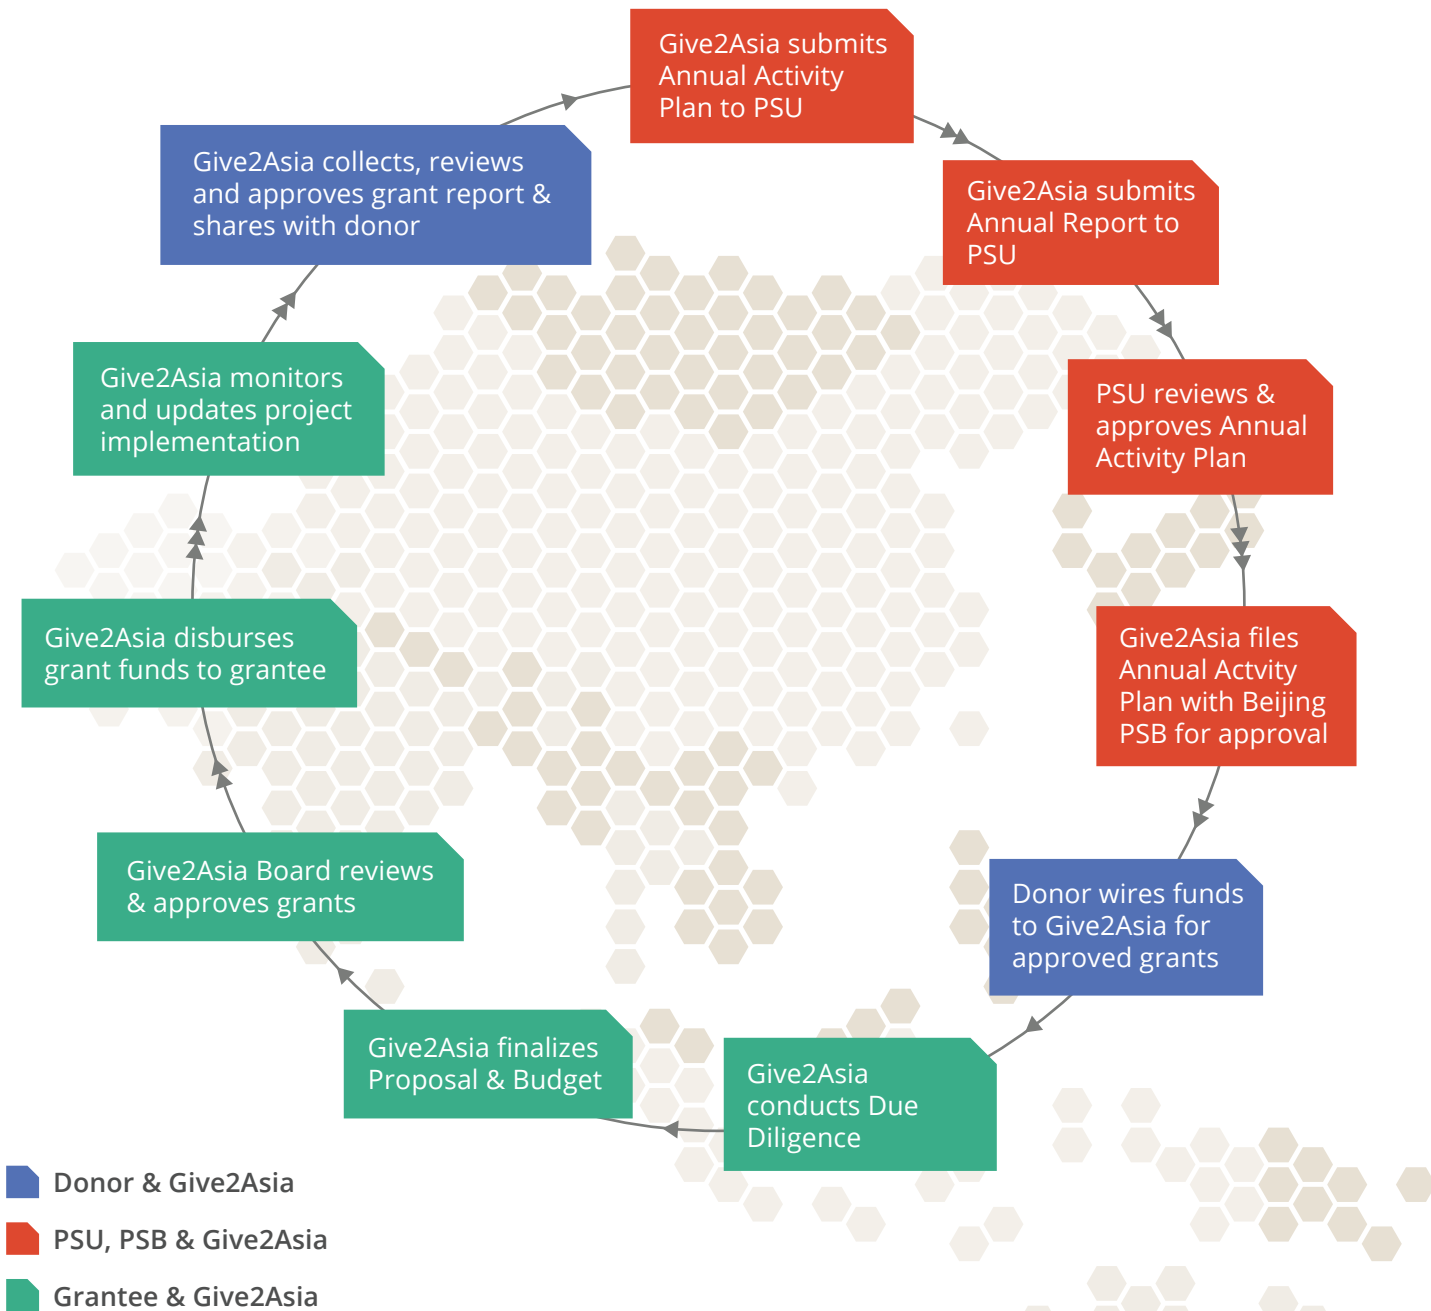 Give2Asia submits
Annual Activity
Plan to PSU
Give2Asia submits
Annual Report to
PSU
PSU reviews &
approves Annual
Activity Plan
Give2Asia files
Annual Actvity
Plan with Beijing
PSB for approval
Donor wires funds
to Give2Asia for
approved grants
Give2Asia
conducts Due
Diligence
Give2Asia finalizes
Proposal & Budget
Give2Asia Board reviews
& approves grants
Give2Asia disburses
grant funds to grantee
Give2Asia monitors
and updates project
implementation
Give2Asia collects, reviews
and approves grant report &
shares with donor
Donor & Give2Asia
PSU, PSB & Give2Asia
Grantee & Give2Asia